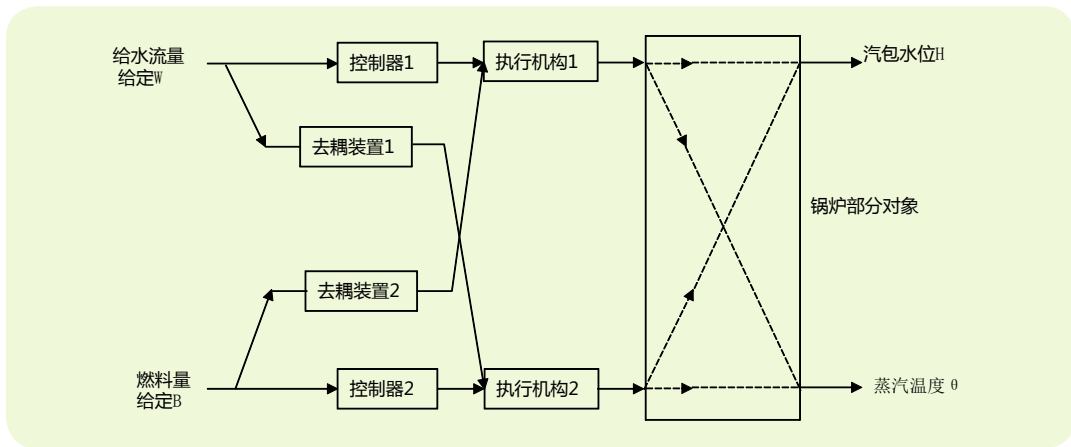 给水流量
给定W
控制器1
执行机构1
汽包水位H
去耦装置1
锅炉部分对象
去耦装置2
燃料量
给定B
控制器2
执行机构2
蒸汽温度 θ